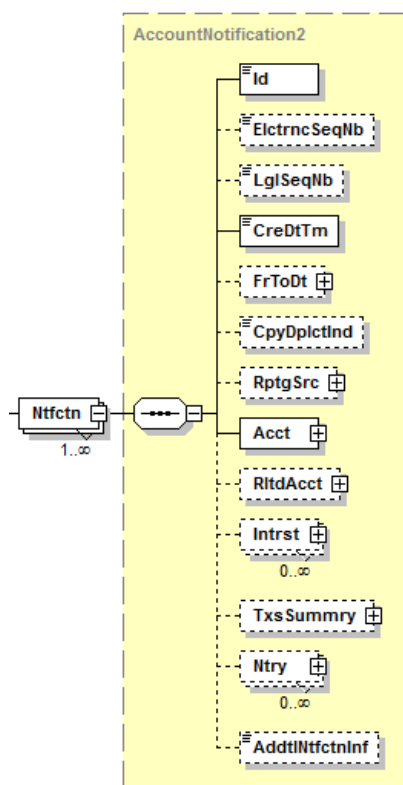 AccountNotification2
Id
ElctrncSeqNb
LglSeqNb
CreDtTm
FrToDt
CpyDplctInd
RptgSrc
Ntfctn
1..∞
Acct
RltdAcct
Intrst
0..∞
TxsSummry
Ntry
0..∞
AddtlNtfctnInf